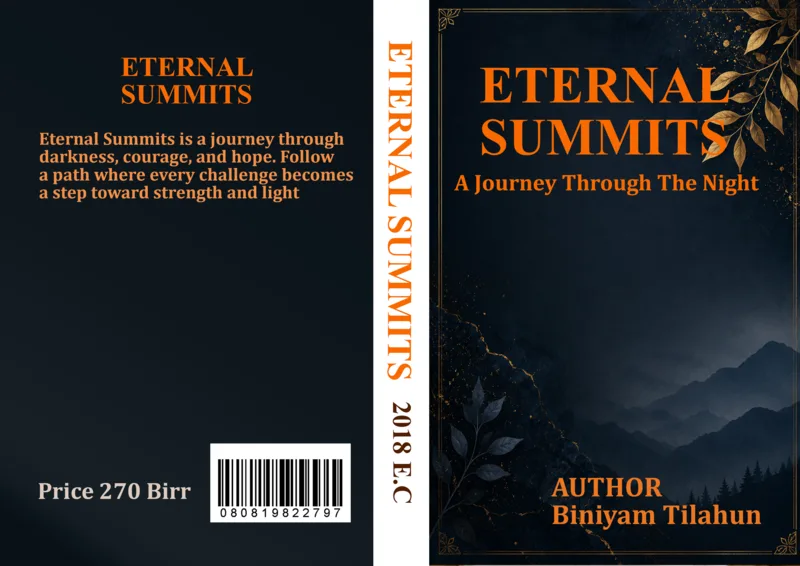 ETERNAL
SUMMITS
Eternal Summits is a journey through
darkness, courage, and hope. Follow
a path where every challenge becomes
a step toward strength and light
Price 270 Birr
080819822797
ETERNAL SUMMITS 2018 E.C
ETERNAL
SUMMITS
A Journey Through The Night
AUTHOR
Biniyam Tilahun